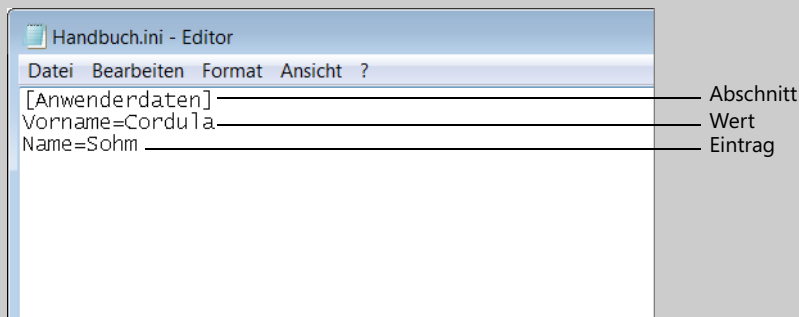 Handbuch.ini - Editor
Datei Bearbeiten Format Ansicht ?
[Anwenderdaten] Abschnitt
Vorname=Cordula Wert
Name=Sohm Eintrag